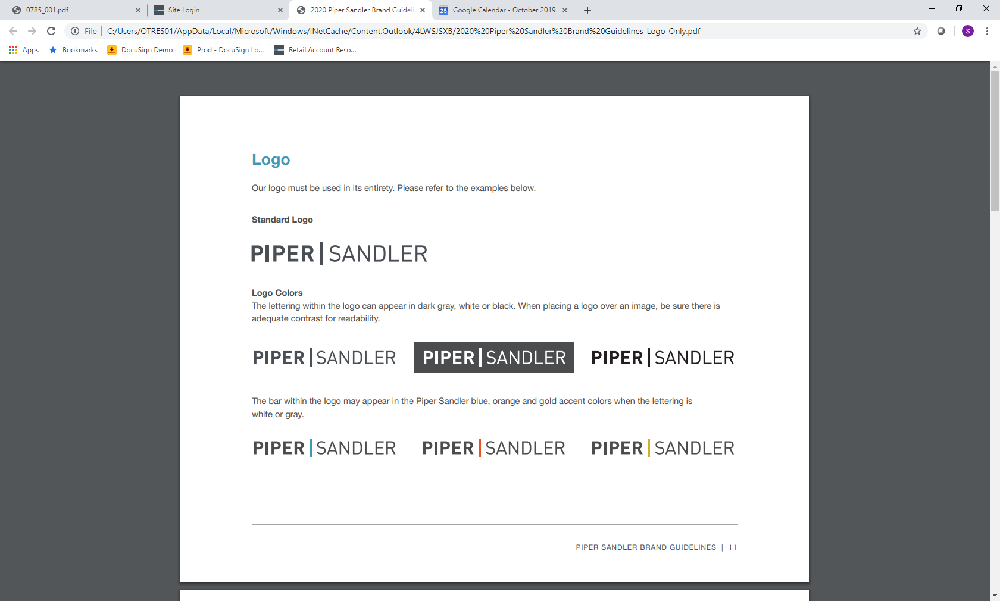 0785_001.pdf
Site Login
2020 Piper Sandler Brand Guideli
Google Calendar - October 2019
File
C:/Users/OTRES01/AppData/Local/Microsoft/Windows/INetCache/Content.Outlook/4LWSJSXB/2020%20Piper%20Sandler%20Brand%20Guidelines_Logo_Only.pdf
S
Apps
Bookmarks
DocuSign Demo
Prod - DocuSign Lo...
Retail Account Reso...
Logo
Our logo must be used in its entirety. Please refer to the examples below.
Standard Logo
PIPER | SANDLER
Logo Colors
The lettering within the logo can appear in dark gray, white or black. When placing a logo over an image, be sure there is
adequate contrast for readability.
PIPER | SANDLER
PIPER | SANDLER
PIPER | SANDLER
The bar within the logo may appear in the Piper Sandler blue, orange and gold accent colors when the lettering is
white or gray.
PIPER | SANDLER
PIPER | SANDLER
PIPER | SANDLER
PIPER SANDLER BRAND GUIDELINES | 11